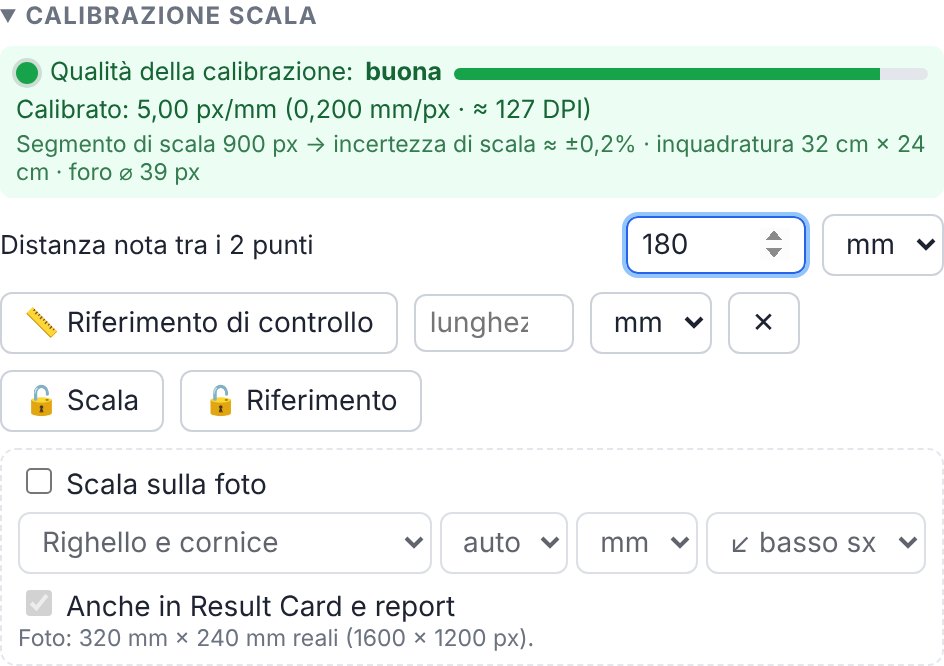 ▼ CALIBRAZIONE SCALA
Qualità della calibrazione: buona
Calibrato: 5,00 px/mm (0,200 mm/px · ≈ 127 DPI)
Segmento di scala 900 px → incertezza di scala ≈ ±0,2% · inquadratura 32 cm × 24
cm · foro ⌀ 39 px
Distanza nota tra i 2 punti 180 mm
📏 Riferimento di controllo lunghez mm ✕
🔓 Scala 🔓 Riferimento
Scala sulla foto
Righello e cornice auto mm ↙ basso sx
Anche in Result Card e report
Foto: 320 mm × 240 mm reali (1600 × 1200 px).